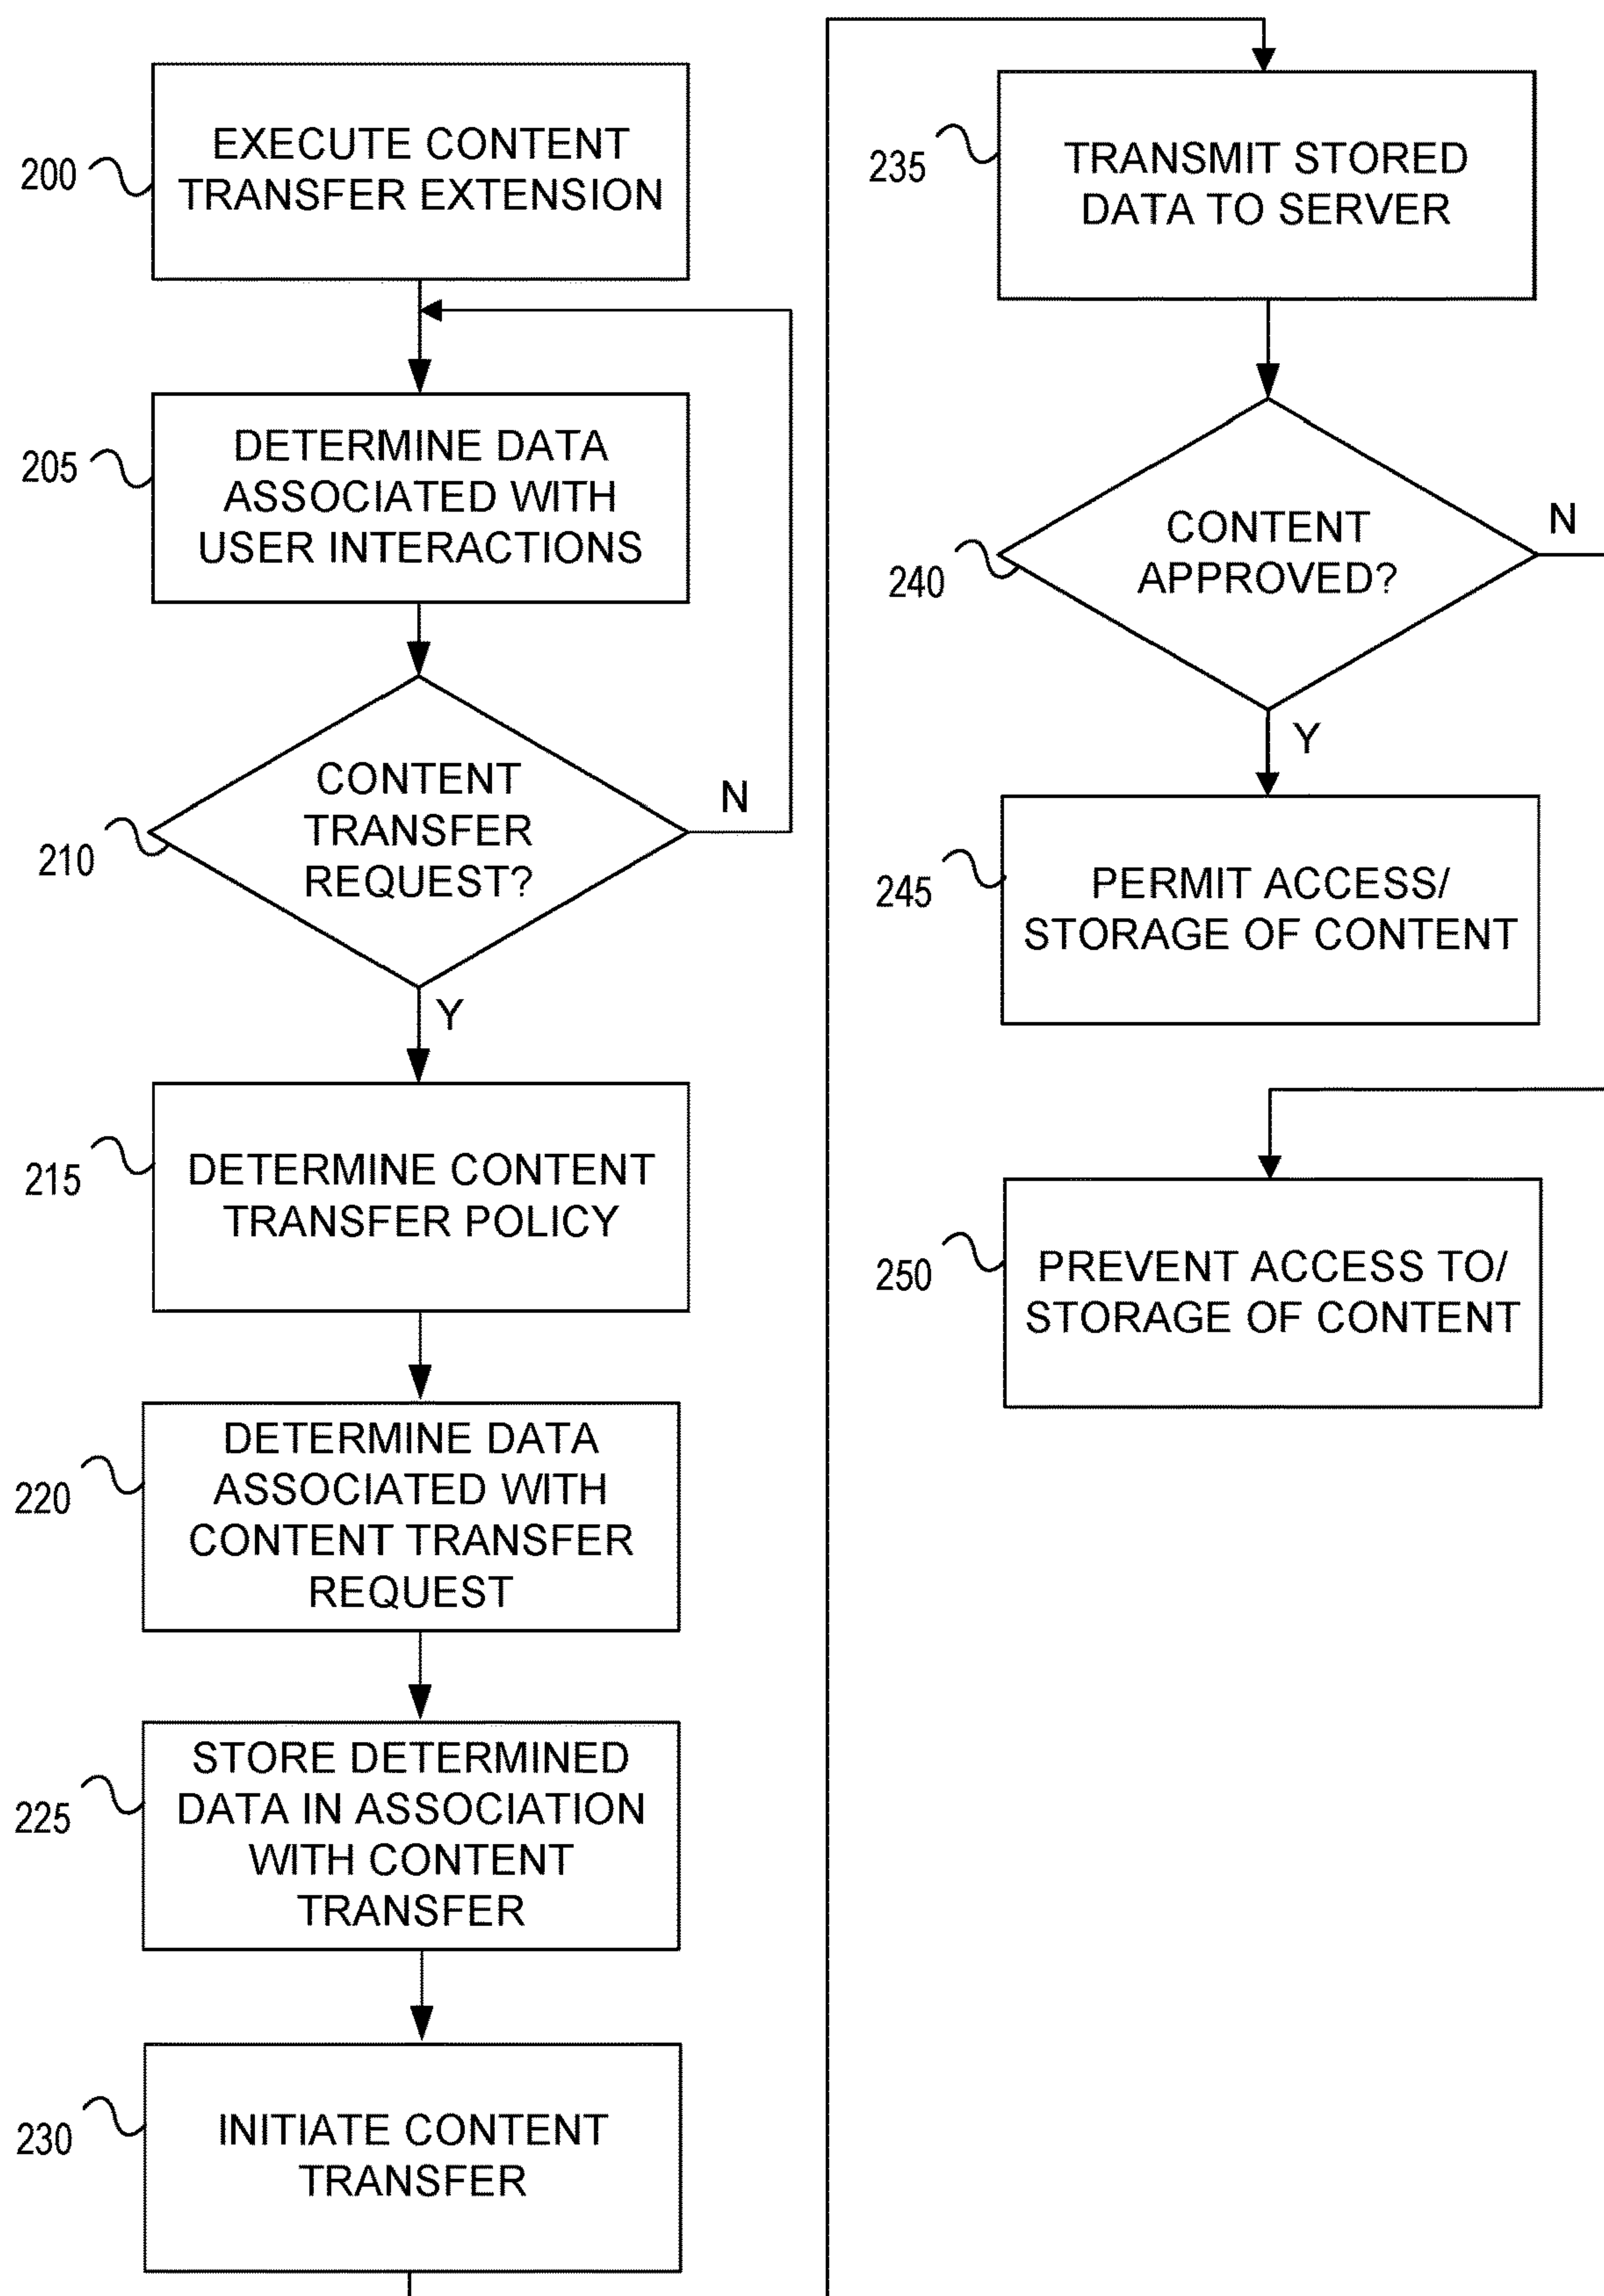 200
EXECUTE CONTENT
TRANSFER EXTENSION
205
DETERMINE DATA
ASSOCIATED WITH
USER INTERACTIONS
210
CONTENT
TRANSFER
REQUEST?
N
Y
215
DETERMINE CONTENT
TRANSFER POLICY
220
DETERMINE DATA
ASSOCIATED WITH
CONTENT TRANSFER
REQUEST
225
STORE DETERMINED
DATA IN ASSOCIATION
WITH CONTENT
TRANSFER
230
INITIATE CONTENT
TRANSFER
235
TRANSMIT STORED
DATA TO SERVER
240
CONTENT
APPROVED?
N
Y
245
PERMIT ACCESS/
STORAGE OF CONTENT
250
PREVENT ACCESS TO/
STORAGE OF CONTENT